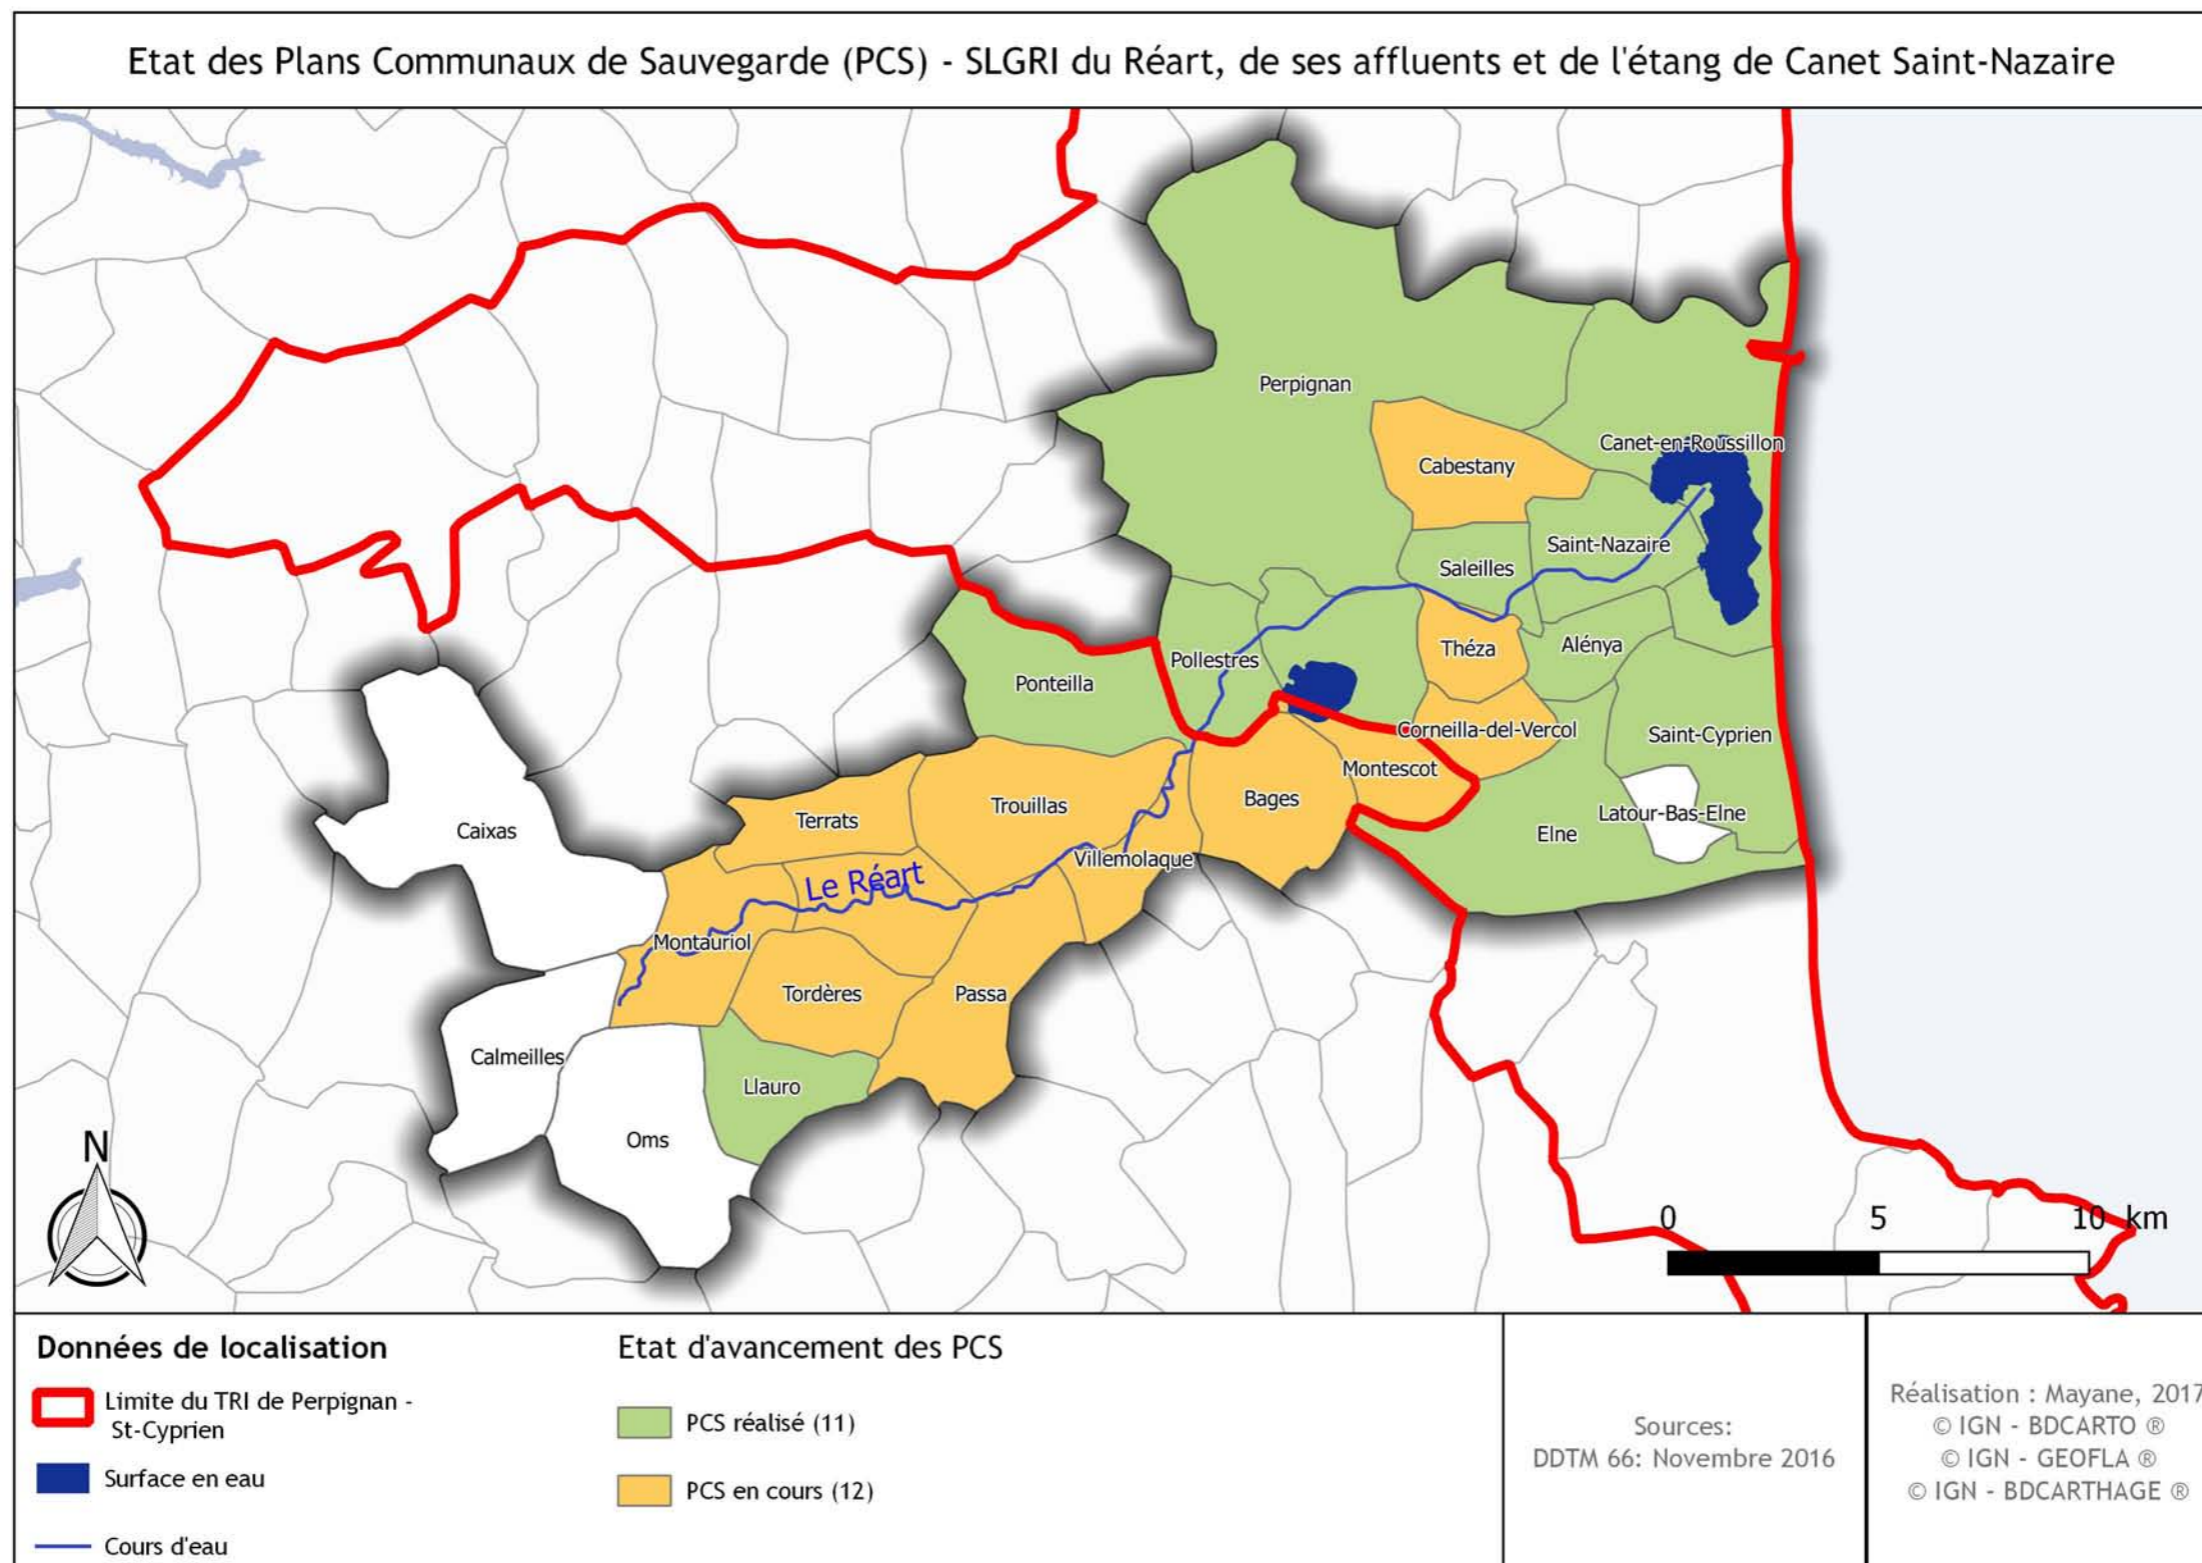 Etat des Plans Communaux de Sauvegarde (PCS) - SLGRI du Réart, de ses affluents et de l'étang de Canet Saint-Nazaire
Perpignan
Canet-en-Roussillon
Cabestany
Saint-Nazaire
Saleilles
Théza
Alénya
Pollestres
Ponteilla
Corneilla-del-Vercol
Saint-Cyprien
Montescot
Bages
Latour-Bas-Elne
Elne
Trouillas
Terrats
Caixas
Villemolaque
Le Réart
Montauriol
Tordères
Passa
Calmeilles
Llauro
Oms
N
0 5 10 km
Données de localisation
Limite du TRI de Perpignan -
St-Cyprien
Surface en eau
Cours d'eau
Etat d'avancement des PCS
PCS réalisé (11)
PCS en cours (12)
Sources:
DDTM 66: Novembre 2016
Réalisation : Mayane, 2017
© IGN - BDCARTO ®
© IGN - GEOFLA ®
© IGN - BDCARTHAGE ®